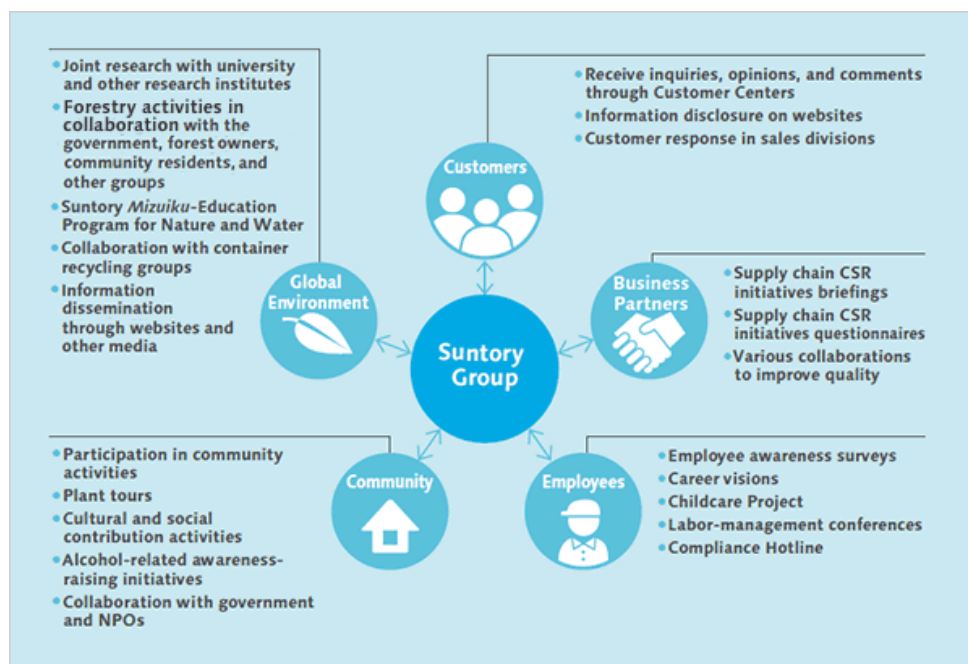 Joint research with university
and other research institutes
Forestry activities in
collaboration with the
government, forest owners,
community residents, and
other groups
Suntory Mizuiku-Education
Program for Nature and Water
Collaboration with container
recycling groups
Information
dissemination
through websites and
other media
Global
Environment
Customers
Receive inquiries, opinions, and comments
through Customer Centers
Information disclosure on websites
Customer response in sales divisions
Business
Partners
Supply chain CSR
initiatives briefings
Supply chain CSR
initiatives questionnaires
Various collaborations
to improve quality
Suntory
Group
Participation in community
activities
Plant tours
Cultural and social
contribution activities
Alcohol-related awareness-
raising initiatives
Collaboration with government
and NPOs
Community
Employees
Employee awareness surveys
Career visions
Childcare Project
Labor-management conferences
Compliance Hotline